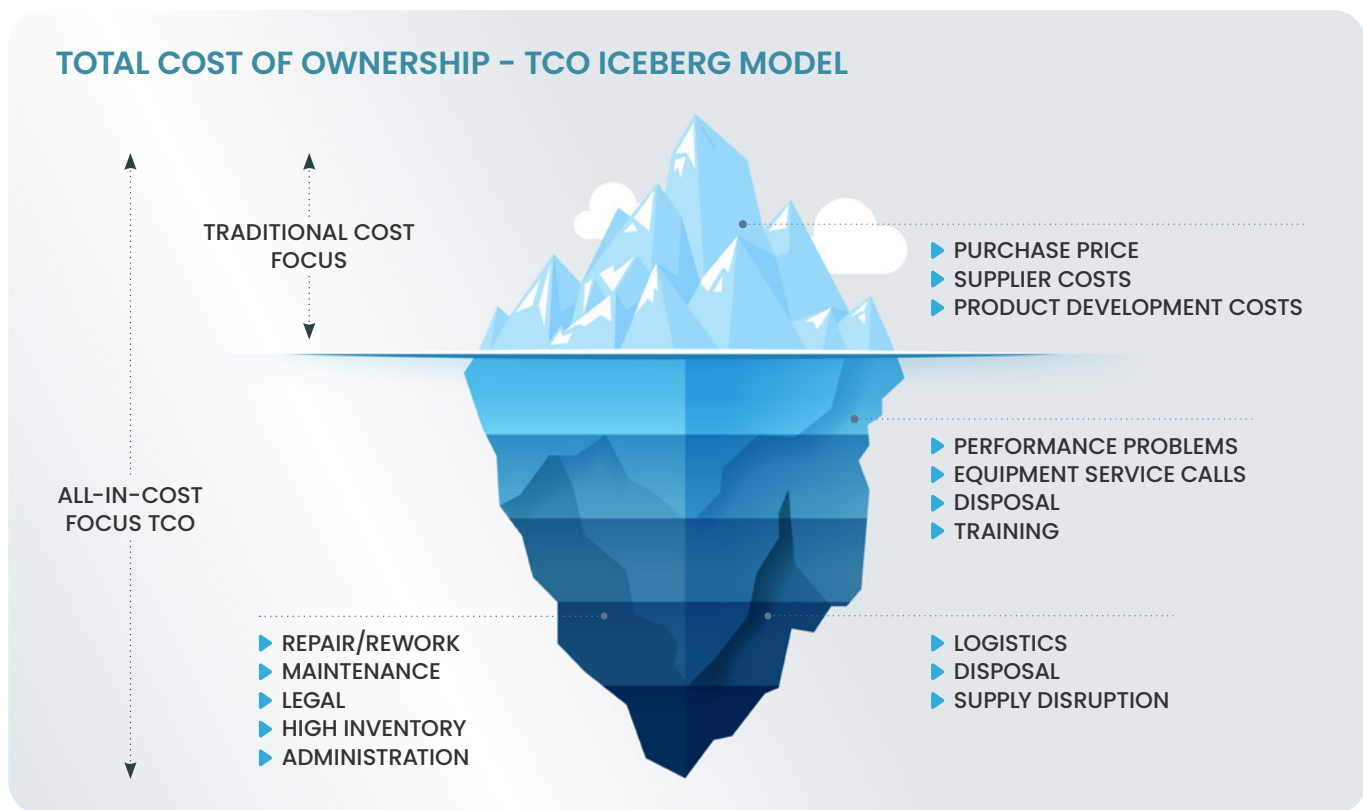 TOTAL COST OF OWNERSHIP - TCO ICEBERG MODEL
TRADITIONAL COST
FOCUS
PURCHASE PRICE
SUPPLIER COSTS
PRODUCT DEVELOPMENT COSTS
ALL-IN-COST
FOCUS TCO
PERFORMANCE PROBLEMS
EQUIPMENT SERVICE CALLS
DISPOSAL
TRAINING
REPAIR/REWORK
MAINTENANCE
LEGAL
HIGH INVENTORY
ADMINISTRATION
LOGISTICS
DISPOSAL
SUPPLY DISRUPTION